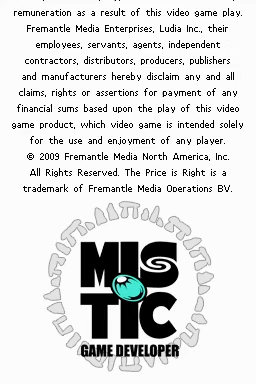 remuneration as a result of this video game play.
Fremantle Media Enterprises, Ludia Inc., their
employees, servants, agents, independent
contractors, distributors, producers, publishers
and manufacturers hereby disclaim any and all
claims, rights or assertions for payment of any
financial sums based upon the play of this video
game product, which video game is intended solely
for the use and enjoyment of any player.
© 2009 Fremantle Media North America, Inc.
All Rights Reserved. The Price is Right is a
trademark of Fremantle Media Operations BV.
MIS
TIC
GAME DEVELOPER